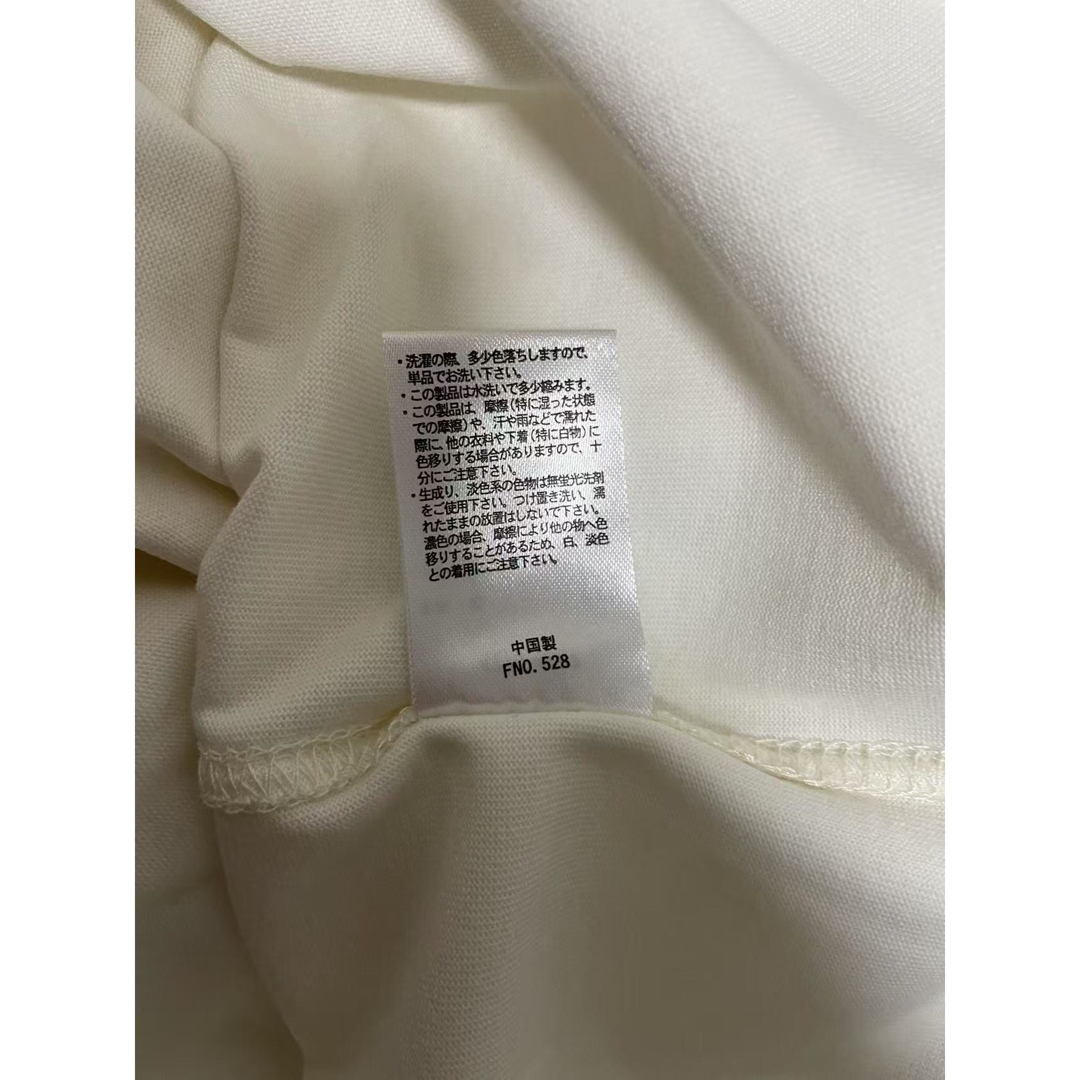 ・洗濯の際、多少色落ちしますので、
単品でお洗い下さい。
・この製品は水洗いで多少縮みます。
・この製品は、摩擦(特に湿った状態
での摩擦)や、汗や雨などで濡れた
際に、他の衣料や下着(特に白物)に
色移りする場合がありますので、十
分にご注意下さい。
・生成り、淡色系の色物は無蛍光洗剤
をご使用下さい。つけ置き洗い、濡
れたままの放置はしないで下さい。
濃色の場合、摩擦により他の物へ色
移りすることがあるため、白、淡色
との着用にご注意下さい。
中国製
FNO. 528